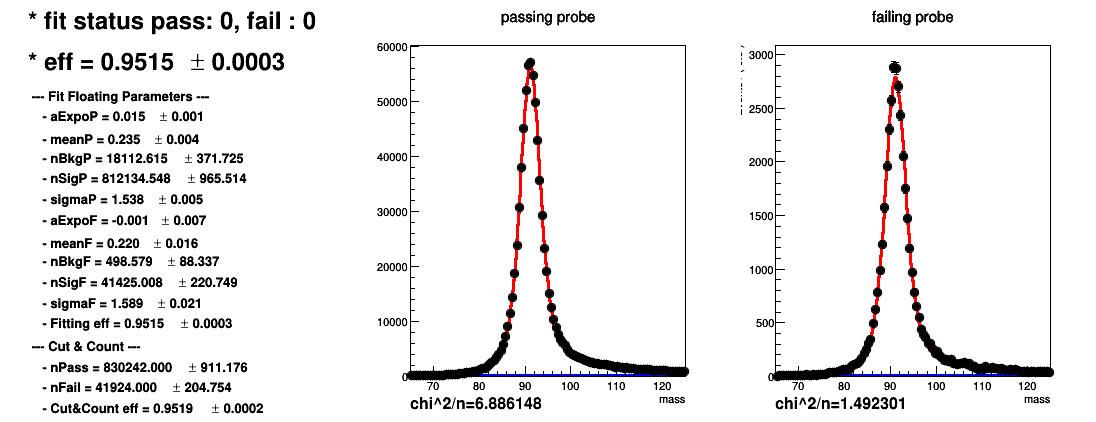 * fit status pass: 0, fail : 0
* eff = 0.9515 ± 0.0003
--- Fit Floating Parameters ---
- aExpoP = 0.015 ± 0.001
- meanP = 0.235 ± 0.004
- nBkgP = 18112.615 ± 371.725
- nSigP = 812134.548 ± 965.514
- sigmaP = 1.538 ± 0.005
- aExpoF = -0.001 ± 0.007
- meanF = 0.220 ± 0.016
- nBkgF = 498.579 ± 88.337
- nSigF = 41425.008 ± 220.749
- sigmaF = 1.589 ± 0.021
- Fitting eff = 0.9515 ± 0.0003
--- Cut & Count ---
- nPass = 830242.000 ± 911.176
- nFail = 41924.000 ± 204.754
- Cut&Count eff = 0.9519 ± 0.0002
passing probe
60000
50000
40000
30000
20000
10000
0
70 80 90 100 110 120
mass
chi^2/n=6.886148
failing probe
3000
2500
2000
1500
1000
500
0
70 80 90 100 110 120
mass
chi^2/n=1.492301